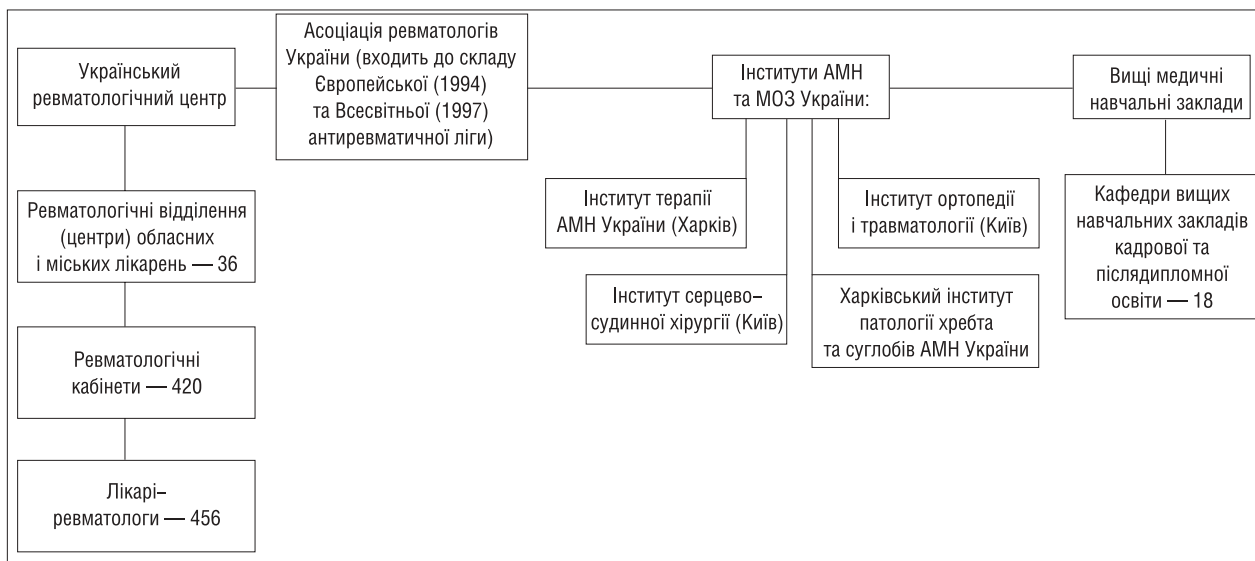 Український
ревматологічний центр
Асоціація ревматологів
України (входить до складу
Європейської (1994)
та Всесвітньої (1997)
антиревматичної ліги)
Інститути АМН
та МОЗ України:
Вищі медичні
навчальні заклади
Ревматологічні відділення
(центри) обласних
і міських лікарень — 36
Інститут терапії
АМН України (Харків)
Інститут ортопедії
і травматології (Київ)
Кафедри вищих
навчальних закладів
кадрової та
післядипломної
освіти — 18
Інститут серцево–
судинної хірургії (Київ)
Харківський інститут
патології хребта
та суглобів АМН України
Ревматологічні
кабінети — 420
Лікарі–
ревматологи — 456